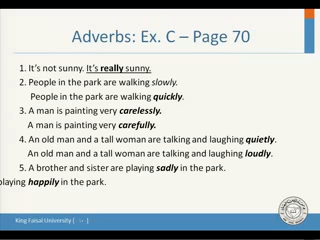 Adverbs: Ex. C – Page 70
1. It's not sunny. It's really sunny.
2. People in the park are walking slowly.
People in the park are walking quickly.
3. A man is painting very carelessly.
A man is painting very carefully.
4. An old man and a tall woman are talking and laughing quietly.
An old man and a tall woman are talking and laughing loudly.
5. A brother and sister are playing sadly in the park.
playing happily in the park.
King Faisal University [ ]